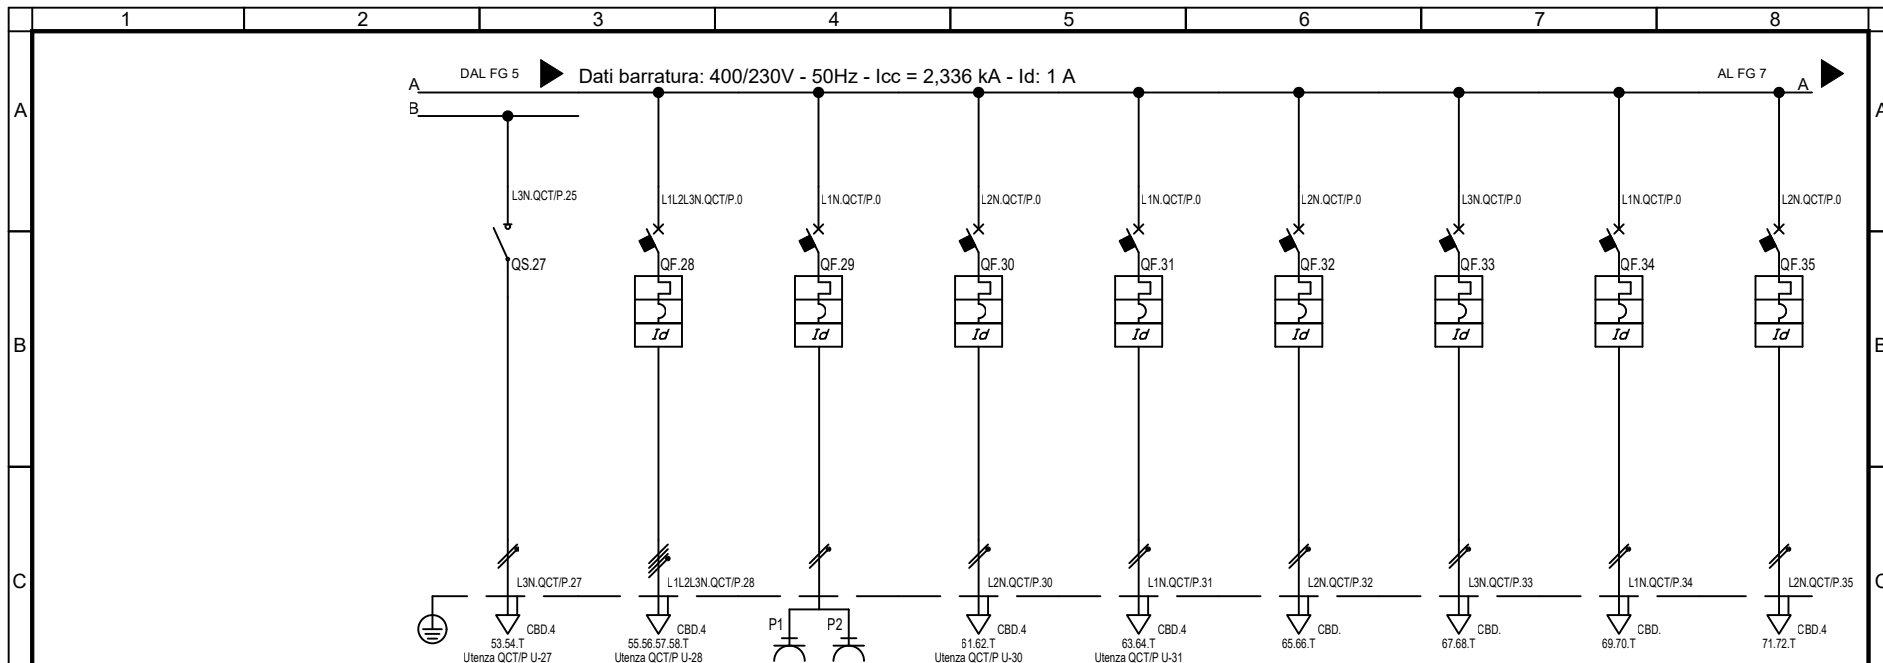 1 2 3 4 5 6 7 8
DAL FG 5 Dati barratura: 400/230V - 50Hz - Icc = 2,336 kA - Id: 1 A AL FG 7
A A
B
A A
L3N.QCT/P.25 L1L2L3N.QCT/P.0 L1N.QCT/P.0 L2N.QCT/P.0 L1N.QCT/P.0 L2N.QCT/P.0 L3N.QCT/P.0 L1N.QCT/P.0 L2N.QCT/P.0
QS.27 QF.28 QF.29 QF.30 QF.31 QF.32 QF.33 QF.34 QF.35
Id Id Id Id Id Id Id Id
B B
C C
L3N.QCT/P.27 L1L2L3N.QCT/P.28 L2N.QCT/P.30 L1N.QCT/P.31 L2N.QCT/P.32 L3N.QCT/P.33 L1N.QCT/P.34 L2N.QCT/P.35
P1 P2
CBD.4 CBD.4 CBD.4 CBD.4 CBD. CBD. CBD. CBD.4
53.54.T 55.56.57.58.T 61.62.T 63.64.T 65.66.T 67.68.T 69.70.T 71.72.T
Utenza QCT/P U-27 Utenza QCT/P U-28 Utenza QCT/P U-30 Utenza QCT/P U-31